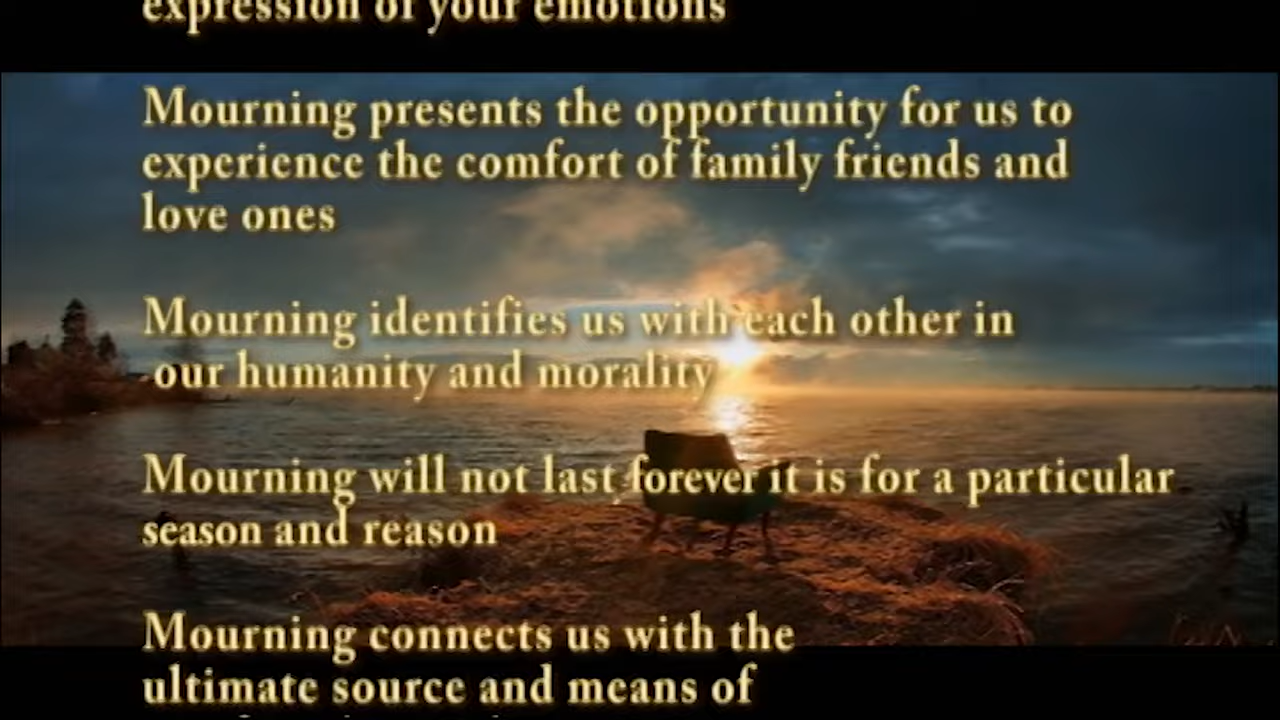 expression of your emotions
Mourning presents the opportunity for us to
experience the comfort of family friends and
love ones
Mourning identifies us with each other in
our humanity and morality
Mourning will not last forever it is for a particular
season and reason
Mourning connects us with the
ultimate source and means of